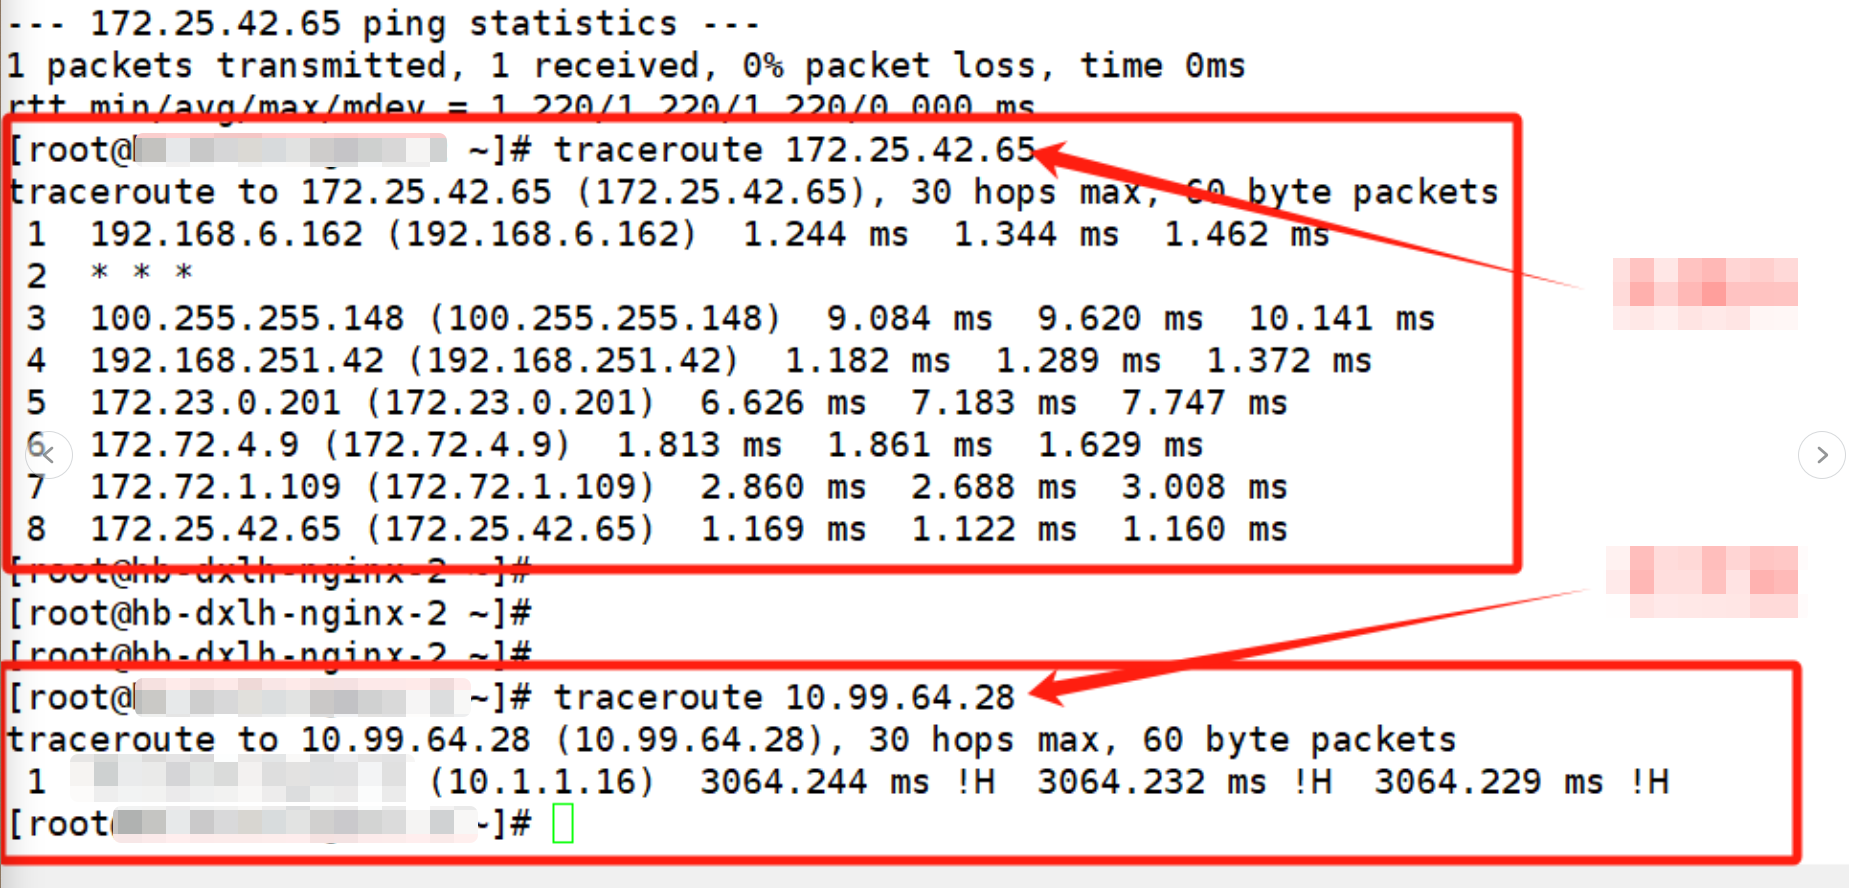 --- 172.25.42.65 ping statistics ---
1 packets transmitted, 1 received, 0% packet loss, time 0ms
rtt min/avg/max/mdev = 1.220/1.220/1.220/0.000 ms
[root@ ~]# traceroute 172.25.42.65
traceroute to 172.25.42.65 (172.25.42.65), 30 hops max, 60 byte packets
1 192.168.6.162 (192.168.6.162) 1.244 ms 1.344 ms 1.462 ms
2 * * *
3 100.255.255.148 (100.255.255.148) 9.084 ms 9.620 ms 10.141 ms
4 192.168.251.42 (192.168.251.42) 1.182 ms 1.289 ms 1.372 ms
5 172.23.0.201 (172.23.0.201) 6.626 ms 7.183 ms 7.747 ms
6 172.72.4.9 (172.72.4.9) 1.813 ms 1.861 ms 1.629 ms
7 172.72.1.109 (172.72.1.109) 2.860 ms 2.688 ms 3.008 ms
8 172.25.42.65 (172.25.42.65) 1.169 ms 1.122 ms 1.160 ms
[root@hb-dxlh-nginx-2 ~]#
[root@hb-dxlh-nginx-2 ~]#
[root@hb-dxlh-nginx-2 ~]#
[root@ ~]# traceroute 10.99.64.28
traceroute to 10.99.64.28 (10.99.64.28), 30 hops max, 60 byte packets
1 (10.1.1.16) 3064.244 ms !H 3064.232 ms !H 3064.229 ms !H
[root ~]#